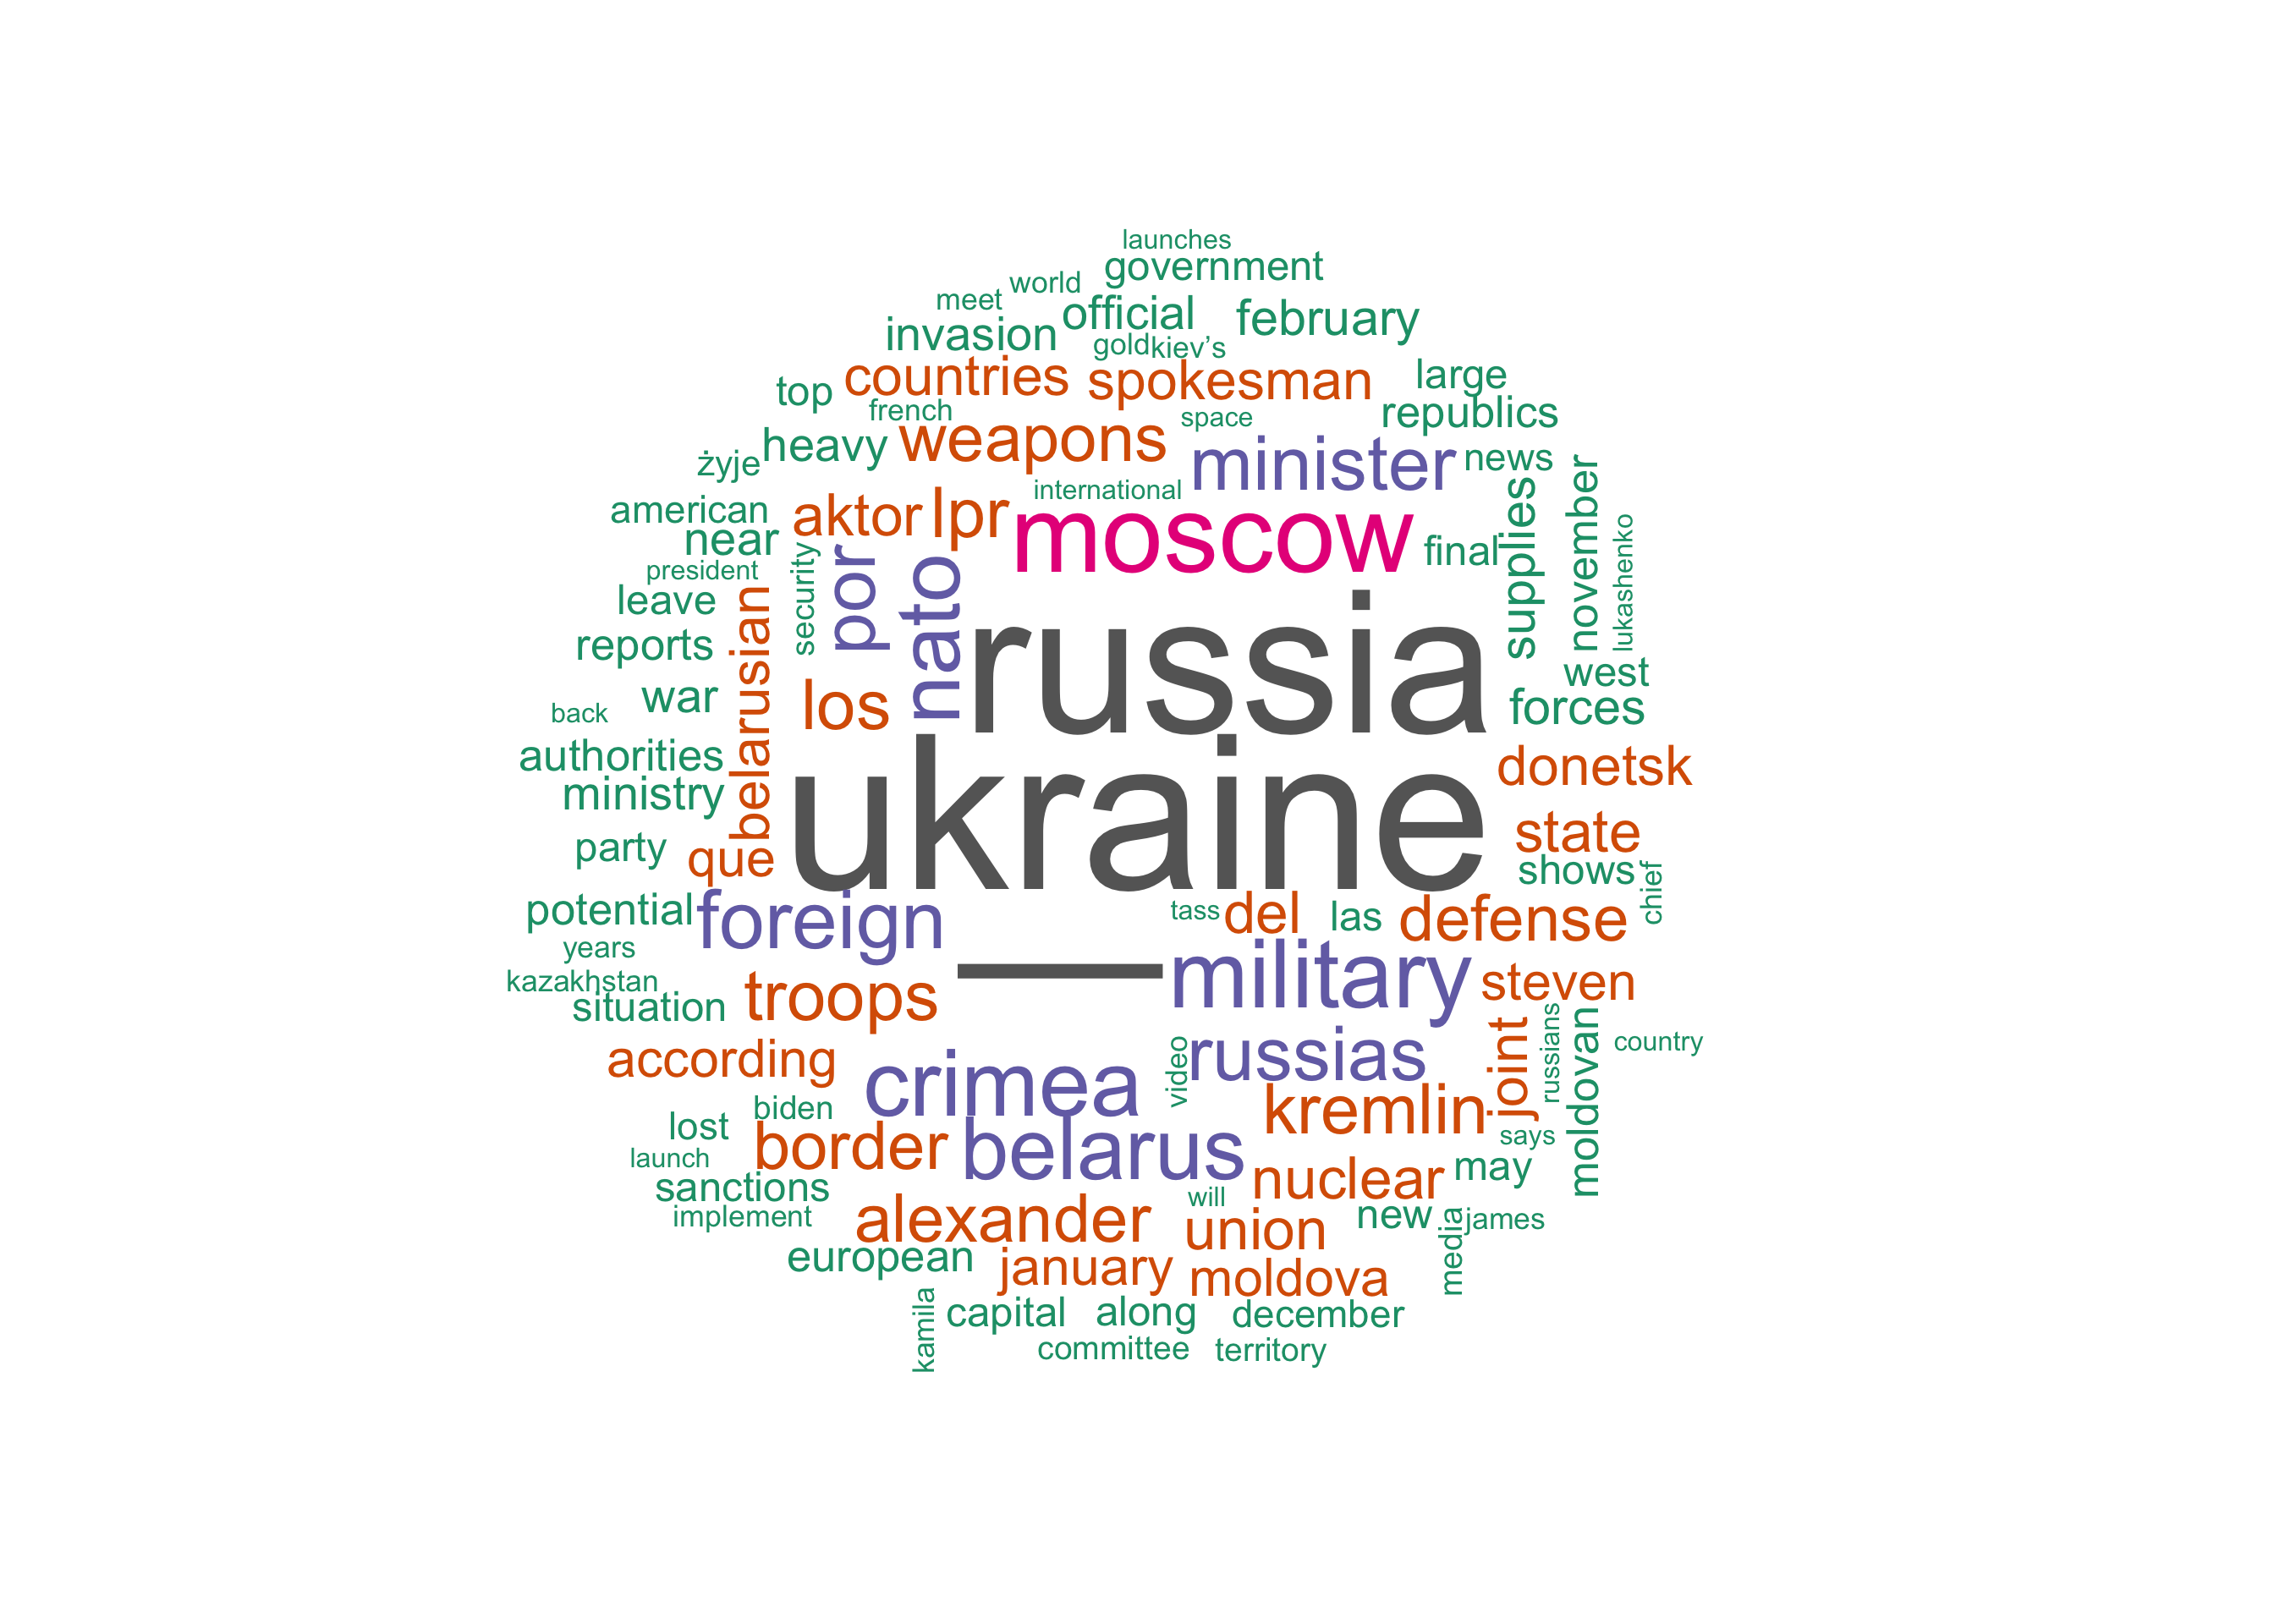 launches
government
world
meet
official
february
invasion
gold
kiev’s
countries
spokesman
large
top
french
space
republics
heavy
weapons
minister
news
żyje
international
american
aktor
lpr
moscow
near
final
supplies
november
lukashenko
president
security
por
nato
leave
russia
reports
belarusian
west
war
los
forces
back
authorities
ukraine
donetsk
ministry
state
party
que
shows
chief
potential
foreign
tass
del
las
defense
years
—
military
kazakhstan
situation
troops
steven
according
crimea
video
russias
joint
russians
moldovan
country
biden
lost
border
belarus
kremlin
says
launch
nuclear
may
sanctions
implement
alexander
will
union
new
media
james
european
january
moldova
kamila
capital
along
december
committee
territory